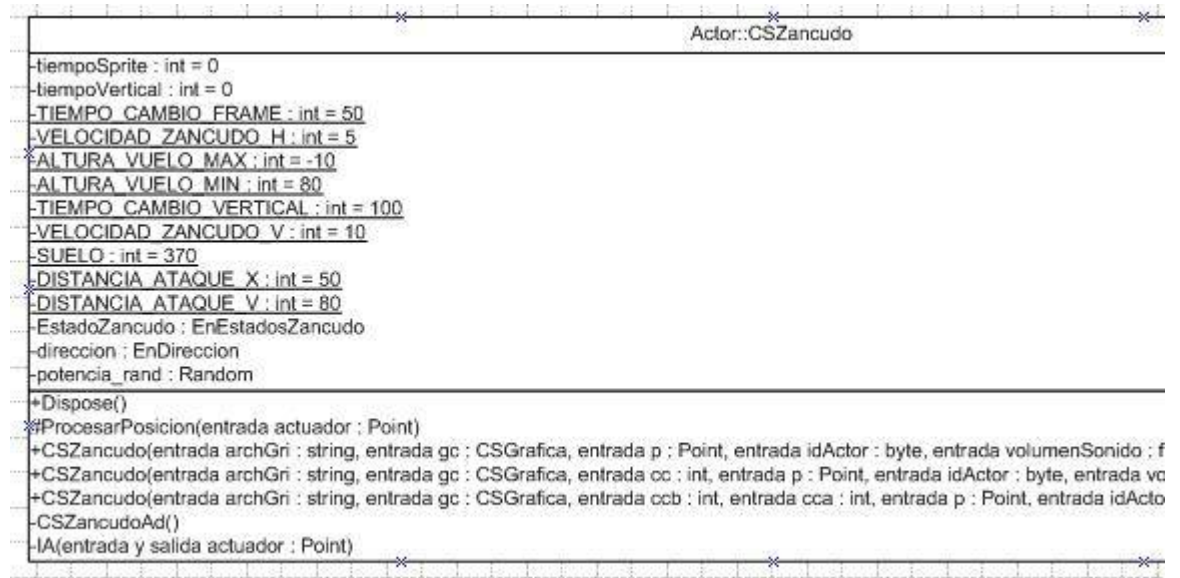 Actor::CSZancudo
-tiempoSprite : int = 0
-tiempoVertical : int = 0
-TIEMPO_CAMBIO_FRAME : int = 50
-VELOCIDAD_ZANCUDO_H : int = 5
-ALTURA_VUELO_MAX : int = -10
-ALTURA_VUELO_MIN : int = 80
-TIEMPO_CAMBIO_VERTICAL : int = 100
-VELOCIDAD_ZANCUDO_V : int = 10
-SUELO : int = 370
-DISTANCIA_ATAQUE_X : int = 50
-DISTANCIA_ATAQUE_V : int = 80
-EstadoZancudo : EnEstadosZancudo
-direccion : EnDireccion
-potencia_rand : Random
+Dispose()
#ProcesarPosicion(entrada actuador : Point)
+CSZancudo(entrada archGri : string, entrada gc : CSGrafica, entrada p : Point, entrada idActor : byte, entrada volumenSonido : f
+CSZancudo(entrada archGri : string, entrada gc : CSGrafica, entrada cc : int, entrada p : Point, entrada idActor : byte, entrada vo
+CSZancudo(entrada archGri : string, entrada gc : CSGrafica, entrada ccb : int, entrada cca : int, entrada p : Point, entrada idActo
-CSZancudoAd()
-IA(entrada y salida actuador : Point)